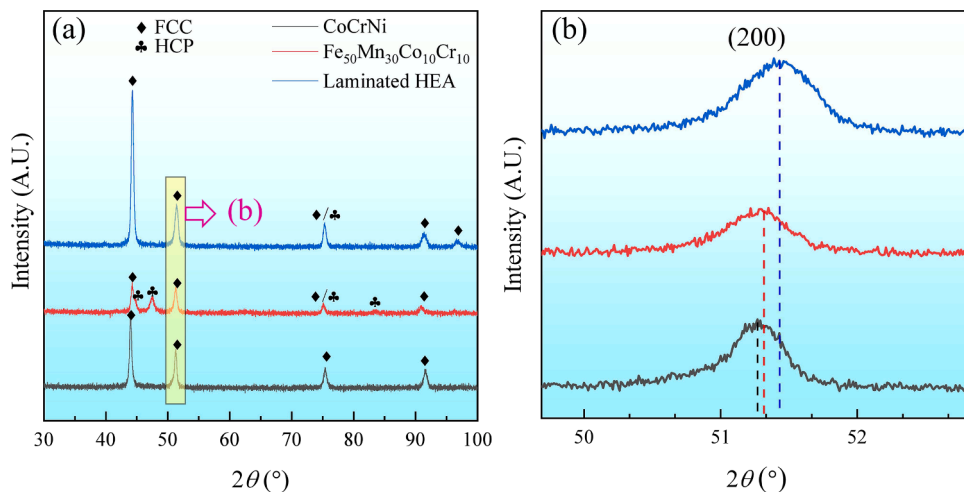 (a)
♦ FCC
♣ HCP
CoCrNi
Fe₅₀Mn₃₀Co₁₀Cr₁₀
Laminated HEA
(b)
♦/♣
♦/♣
Intensity (A.U.)
30 40 50 60 70 80 90 100
2θ (°)
(b)
(200)
Intensity (A.U.)
50 51 52
2θ (°)